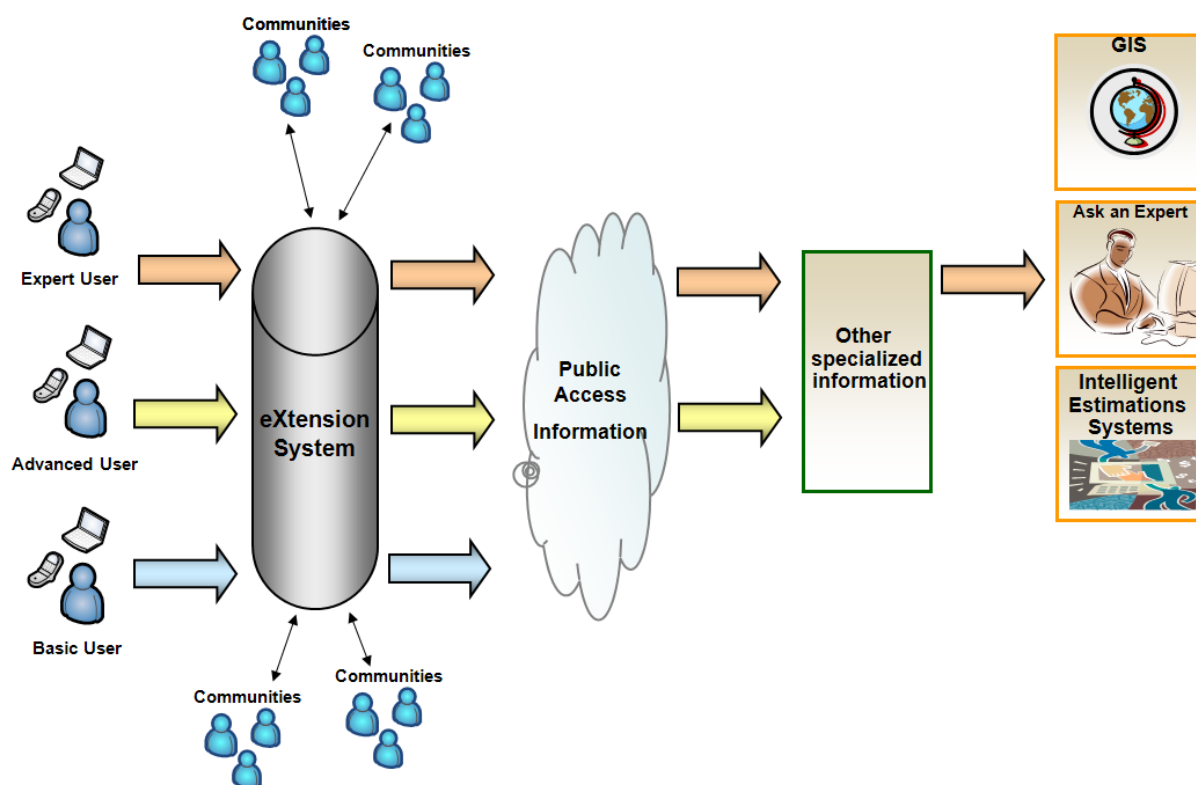 Communities
Communities
GIS
Expert User
Ask an Expert
Advanced User
eXtension
System
Public
Access
Information
Other
specialized
information
Intelligent
Estimations
Systems
Basic User
Communities
Communities